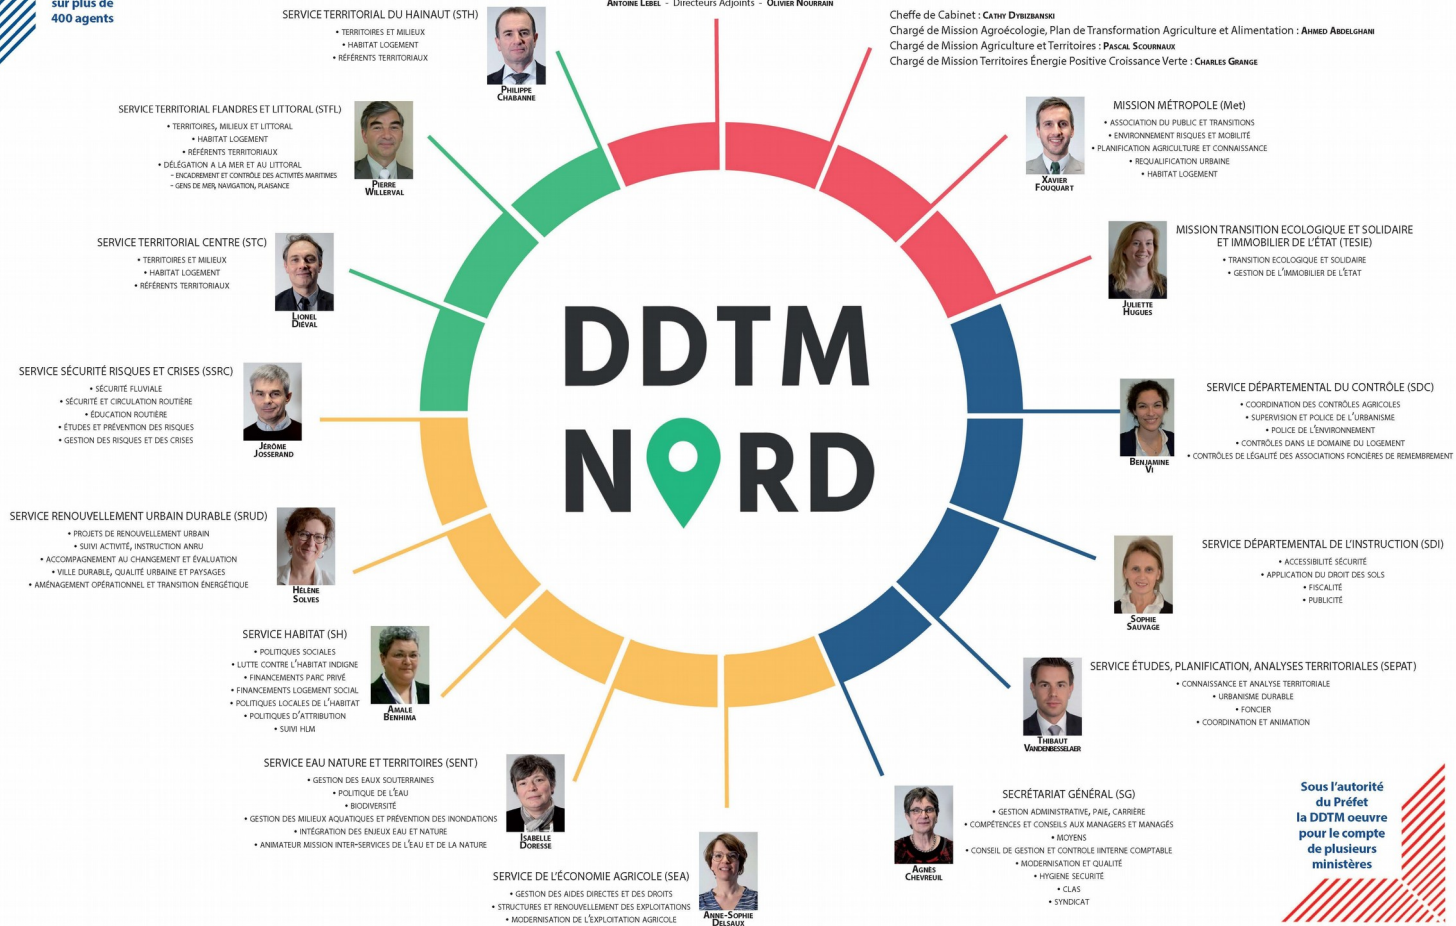 sur plus de
400 agents
ANTOINE LEBEL - Directeurs Adjoints - OLIVIER NOURRAIN
Cheffe de Cabinet : CATHY DYBIZBANSKI
Chargé de Mission Agroécologie, Plan de Transformation Agriculture et Alimentation : AHMED ABDELGHANI
Chargé de Mission Agriculture et Territoires : PASCAL SCOURNAUX
Chargé de Mission Territoires Énergie Positive Croissance Verte : CHARLES GRANGE
SERVICE TERRITORIAL DU HAINAUT (STH)
• TERRITOIRES ET MILIEUX
• HABITAT LOGEMENT
• RÉFÉRENTS TERRITORIAUX
PHILIPPE
CHABANNE
SERVICE TERRITORIAL FLANDRES ET LITTORAL (STFL)
• TERRITOIRES, MILIEUX ET LITTORAL
• HABITAT LOGEMENT
• RÉFÉRENTS TERRITORIAUX
• DÉLÉGATION A LA MER ET AU LITTORAL
- ENCADREMENT ET CONTRÔLE DES ACTIVITÉS MARITIMES
- GENS DE MER, NAVIGATION, PLAISANCE
PIERRE
WILLERVAL
SERVICE TERRITORIAL CENTRE (STC)
• TERRITOIRES ET MILIEUX
• HABITAT LOGEMENT
• RÉFÉRENTS TERRITORIAUX
LIONEL
DIÉVAL
SERVICE SÉCURITÉ RISQUES ET CRISES (SSRC)
• SÉCURITÉ FLUVIALE
• SÉCURITÉ ET CIRCULATION ROUTIÈRE
• ÉDUCATION ROUTIÈRE
• ÉTUDES ET PRÉVENTION DES RISQUES
• GESTION DES RISQUES ET DES CRISES
JÉRÔME
JOSSERAND
SERVICE RENOUVELLEMENT URBAIN DURABLE (SRUD)
• PROJETS DE RENOUVELLEMENT URBAIN
• SUIVI ACTIVITÉ, INSTRUCTION ANRU
• ACCOMPAGNEMENT AU CHANGEMENT ET ÉVALUATION
• VILLE DURABLE, QUALITÉ URBAINE ET PAYSAGES
• AMÉNAGEMENT OPÉRATIONNEL ET TRANSITION ÉNERGÉTIQUE
HÉLÈNE
SOLVES
SERVICE HABITAT (SH)
• POLITIQUES SOCIALES
• LUTTE CONTRE L'HABITAT INDIGNE
• FINANCEMENTS PARC PRIVÉ
• FINANCEMENTS LOGEMENT SOCIAL
• POLITIQUES LOCALES DE L'HABITAT
• POLITIQUES D'ATTRIBUTION
• SUIVI HLM
AMALE
BENHIMA
SERVICE EAU NATURE ET TERRITOIRES (SENT)
• GESTION DES EAUX SOUTERRAINES
• POLITIQUE DE L'EAU
• BIODIVERSITÉ
• GESTION DES MILIEUX AQUATIQUES ET PRÉVENTION DES INONDATIONS
• INTÉGRATION DES ENJEUX EAU ET NATURE
• ANIMATEUR MISSION INTER-SERVICES DE L'EAU ET DE LA NATURE
ISABELLE
DORESSE
SERVICE DE L'ÉCONOMIE AGRICOLE (SEA)
• GESTION DES AIDES DIRECTES ET DES DROITS
• STRUCTURES ET RENOUVELLEMENT DES EXPLOITATIONS
• MODERNISATION DE L'EXPLOITATION AGRICOLE
ANNE-SOPHIE
DELSAUX
DDTM
NORD
MISSION MÉTROPOLE (Met)
• ASSOCIATION DU PUBLIC ET TRANSITIONS
• ENVIRONNEMENT RISQUES ET MOBILITÉ
• PLANIFICATION AGRICULTURE ET CONNAISSANCE
• REQUALIFICATION URBAINE
• HABITAT LOGEMENT
XAVIER
FOUQUART
MISSION TRANSITION ECOLOGIQUE ET SOLIDAIRE
ET IMMOBILIER DE L'ÉTAT (TESIE)
• TRANSITION ECOLOGIQUE ET SOLIDAIRE
• GESTION DE L'IMMOBILIER DE L'ETAT
JULIETTE
HUGUES
SERVICE DÉPARTEMENTAL DU CONTRÔLE (SDC)
• COORDINATION DES CONTRÔLES AGRICOLES
• SUPERVISION ET POLICE DE L'URBANISME
• POLICE DE L'ENVIRONNEMENT
• CONTRÔLES DANS LE DOMAINE DU LOGEMENT
• CONTRÔLES DE LÉGALITÉ DES ASSOCIATIONS FONCIÈRES DE REMEMBREMENT
BENJAMINE
VI
SERVICE DÉPARTEMENTAL DE L'INSTRUCTION (SDI)
• ACCESSIBILITÉ SÉCURITÉ
• APPLICATION DU DROIT DES SOLS
• FISCALITÉ
• PUBLICITÉ
SOPHIE
SAUVAGE
SERVICE ÉTUDES, PLANIFICATION, ANALYSES TERRITORIALES (SEPAT)
• CONNAISSANCE ET ANALYSE TERRITORIALE
• URBANISME DURABLE
• FONCIER
• COORDINATION ET ANIMATION
THIBAUT
VANDENBESSELAER
SECRÉTARIAT GÉNÉRAL (SG)
• GESTION ADMINISTRATIVE, PAIE, CARRIÈRE
• COMPÉTENCES ET CONSEILS AUX MANAGERS ET MANAGÉS
• MOYENS
• CONSEIL DE GESTION ET CONTROLE IINTERNE COMPTABLE
• MODERNISATION ET QUALITÉ
• HYGIENE SECURITÉ
• CLAS
• SYNDICAT
AGNÈS
CHEVREUIL
Sous l'autorité
du Préfet
la DDTM oeuvre
pour le compte
de plusieurs
ministères